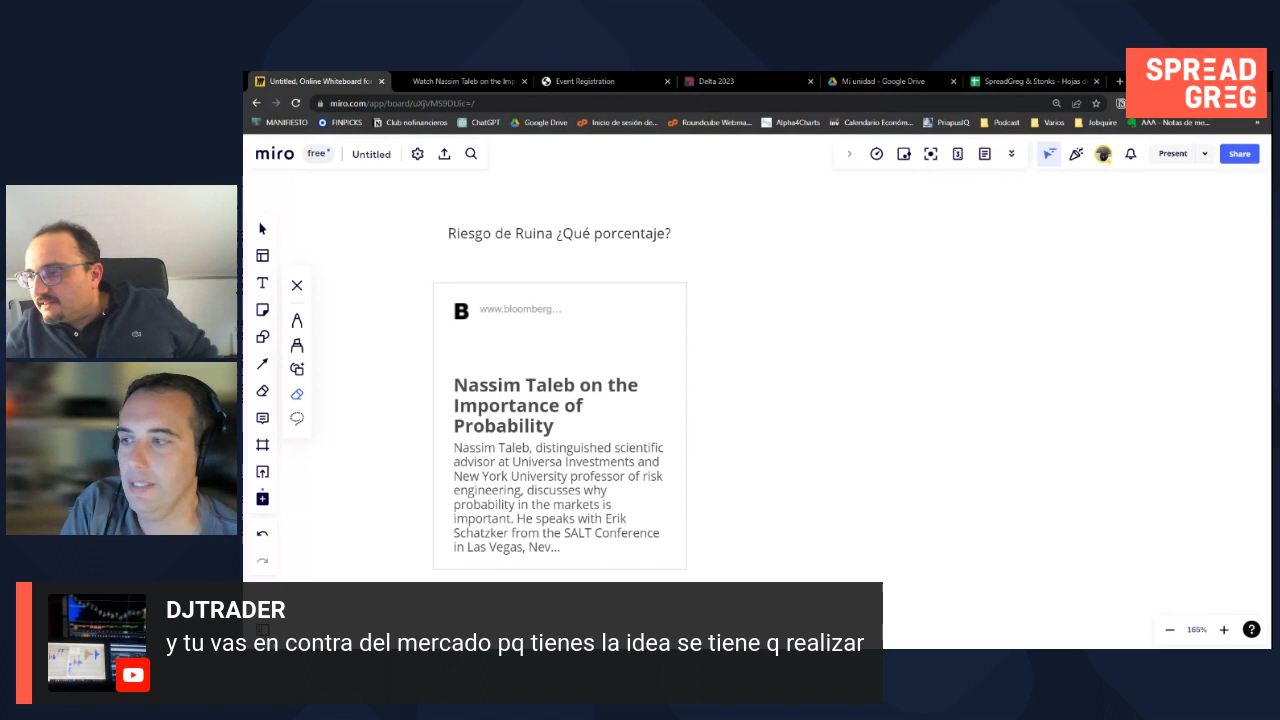 SPREAD
GREG
Untitled, Online Whiteboard for
Watch Nassim Taleb on the Imp
Event Registration
Delta 2023
Mi unidad - Google Drive
SpreadGreg & Stonks - Hojas d
miro.com/app/board/uXjVMS9DUic=/
MANIFIESTO
FINPICKS
Club nofinancieros
ChatGPT
Google Drive
Inicio de sesión de...
Roundcube Webma...
Alpha4Charts
Calendario Económ...
PriapusIQ
Podcast
Varios
Jobquire
AAA - Notas de me...
miro
free
Untitled
Present
Share
Riesgo de Ruina ¿Qué porcentaje?
B
www.bloomberg...
Nassim Taleb on the
Importance of
Probability
Nassim Taleb, distinguished scientific
advisor at Universa Investments and
New York University professor of risk
engineering, discusses why
probability in the markets is
important. He speaks with Erik
Schatzker from the SALT Conference
in Las Vegas, Nev...
165%
DJTRADER
y tu vas en contra del mercado pq tienes la idea se tiene q realizar